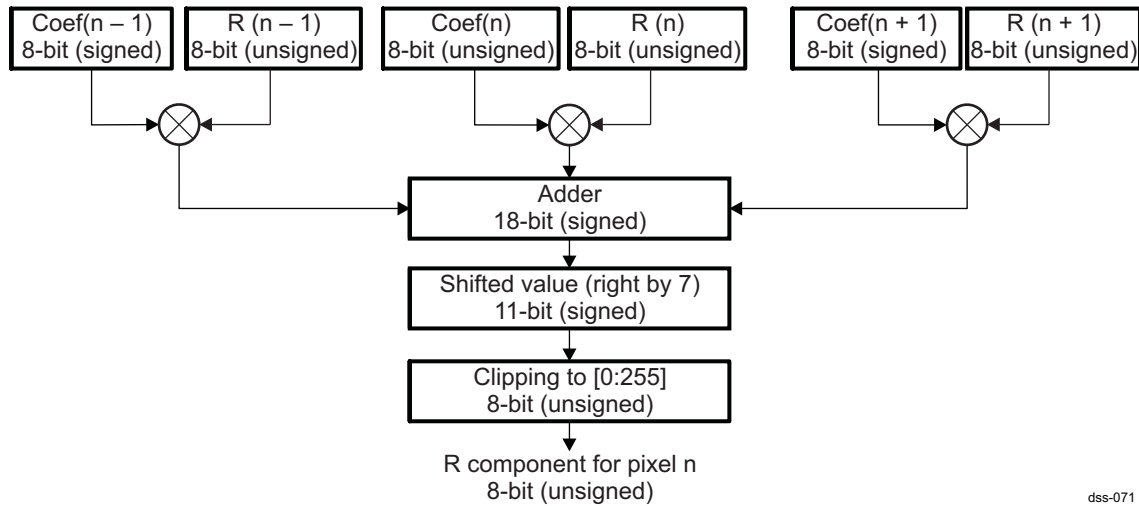 Coef(n – 1)
8-bit (signed)
R (n – 1)
8-bit (unsigned)
Coef(n)
8-bit (unsigned)
R (n)
8-bit (unsigned)
Coef(n + 1)
8-bit (signed)
R (n + 1)
8-bit (unsigned)
Adder
18-bit (signed)
Shifted value (right by 7)
11-bit (signed)
Clipping to [0:255]
8-bit (unsigned)
R component for pixel n
8-bit (unsigned)
dss-071